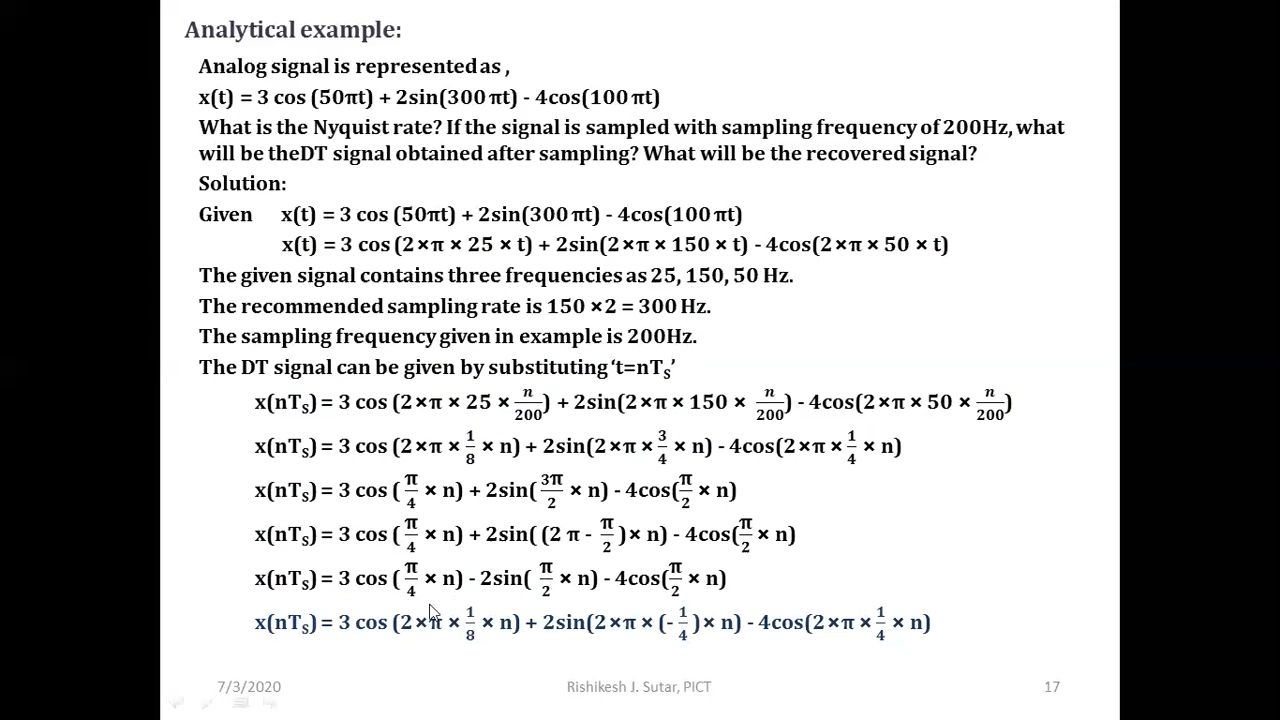 Analytical example:
Analog signal is represented as ,
x(t) = 3 cos (50πt) + 2sin(300 πt) - 4cos(100 πt)
What is the Nyquist rate? If the signal is sampled with sampling frequency of 200Hz, what
will be theDT signal obtained after sampling? What will be the recovered signal?
Solution:
Given x(t) = 3 cos (50πt) + 2sin(300 πt) - 4cos(100 πt)
x(t) = 3 cos (2×π × 25 × t) + 2sin(2×π × 150 × t) - 4cos(2×π × 50 × t)
The given signal contains three frequencies as 25, 150, 50 Hz.
The recommended sampling rate is 150 ×2 = 300 Hz.
The sampling frequency given in example is 200Hz.
The DT signal can be given by substituting ‘t=nTₛ’
x(nTₛ) = 3 cos (2×π × 25 × n/200) + 2sin(2×π × 150 × n/200) - 4cos(2×π × 50 × n/200)
x(nTₛ) = 3 cos (2×π × 1/8 × n) + 2sin(2×π × 3/4 × n) - 4cos(2×π × 1/4 × n)
x(nTₛ) = 3 cos ( π/4 × n) + 2sin( 3π/2 × n) - 4cos(π/2 × n)
x(nTₛ) = 3 cos ( π/4 × n) + 2sin( (2 π - π/2 )× n) - 4cos(π/2 × n)
x(nTₛ) = 3 cos ( π/4 × n) - 2sin( π/2 × n) - 4cos(π/2 × n)
x(nTₛ) = 3 cos (2×π × 1/8 × n) + 2sin(2×π × (- 1/4 )× n) - 4cos(2×π × 1/4 × n)
7/3/2020 Rishikesh J. Sutar, PICT 17